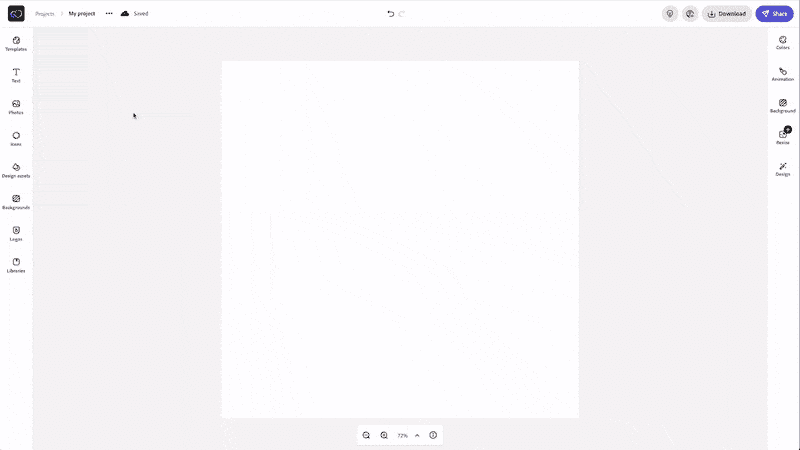 Projects / My project ••• Saved
Download
Share
Templates
Text
Photos
Icons
Design assets
Backgrounds
Logos
Libraries
72%
Colors
Animation
Background
Resize
Design